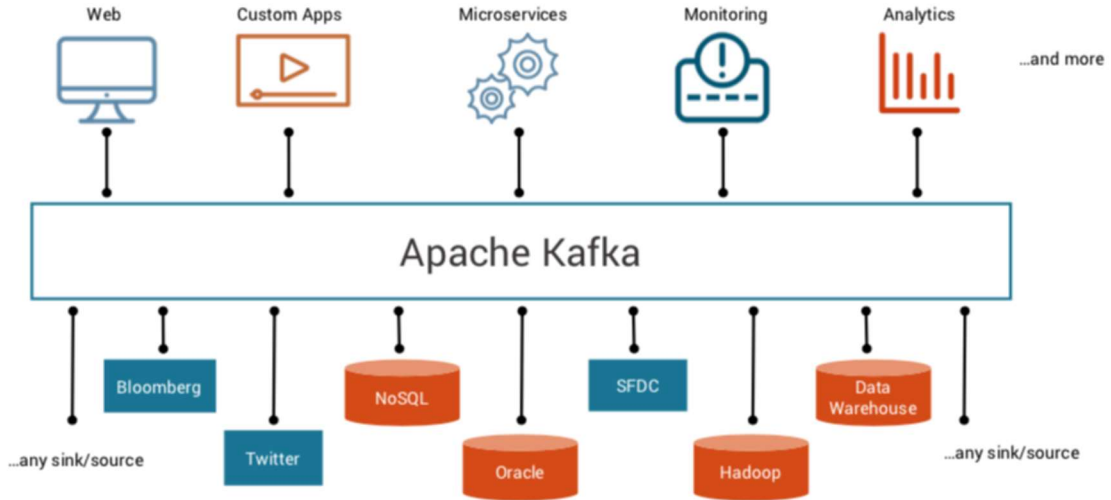 Web
Custom Apps
Microservices
Monitoring
Analytics
...and more
Apache Kafka
Bloomberg
NoSQL
SFDC
Data
Warehouse
...any sink/source
Twitter
Oracle
Hadoop
...any sink/source